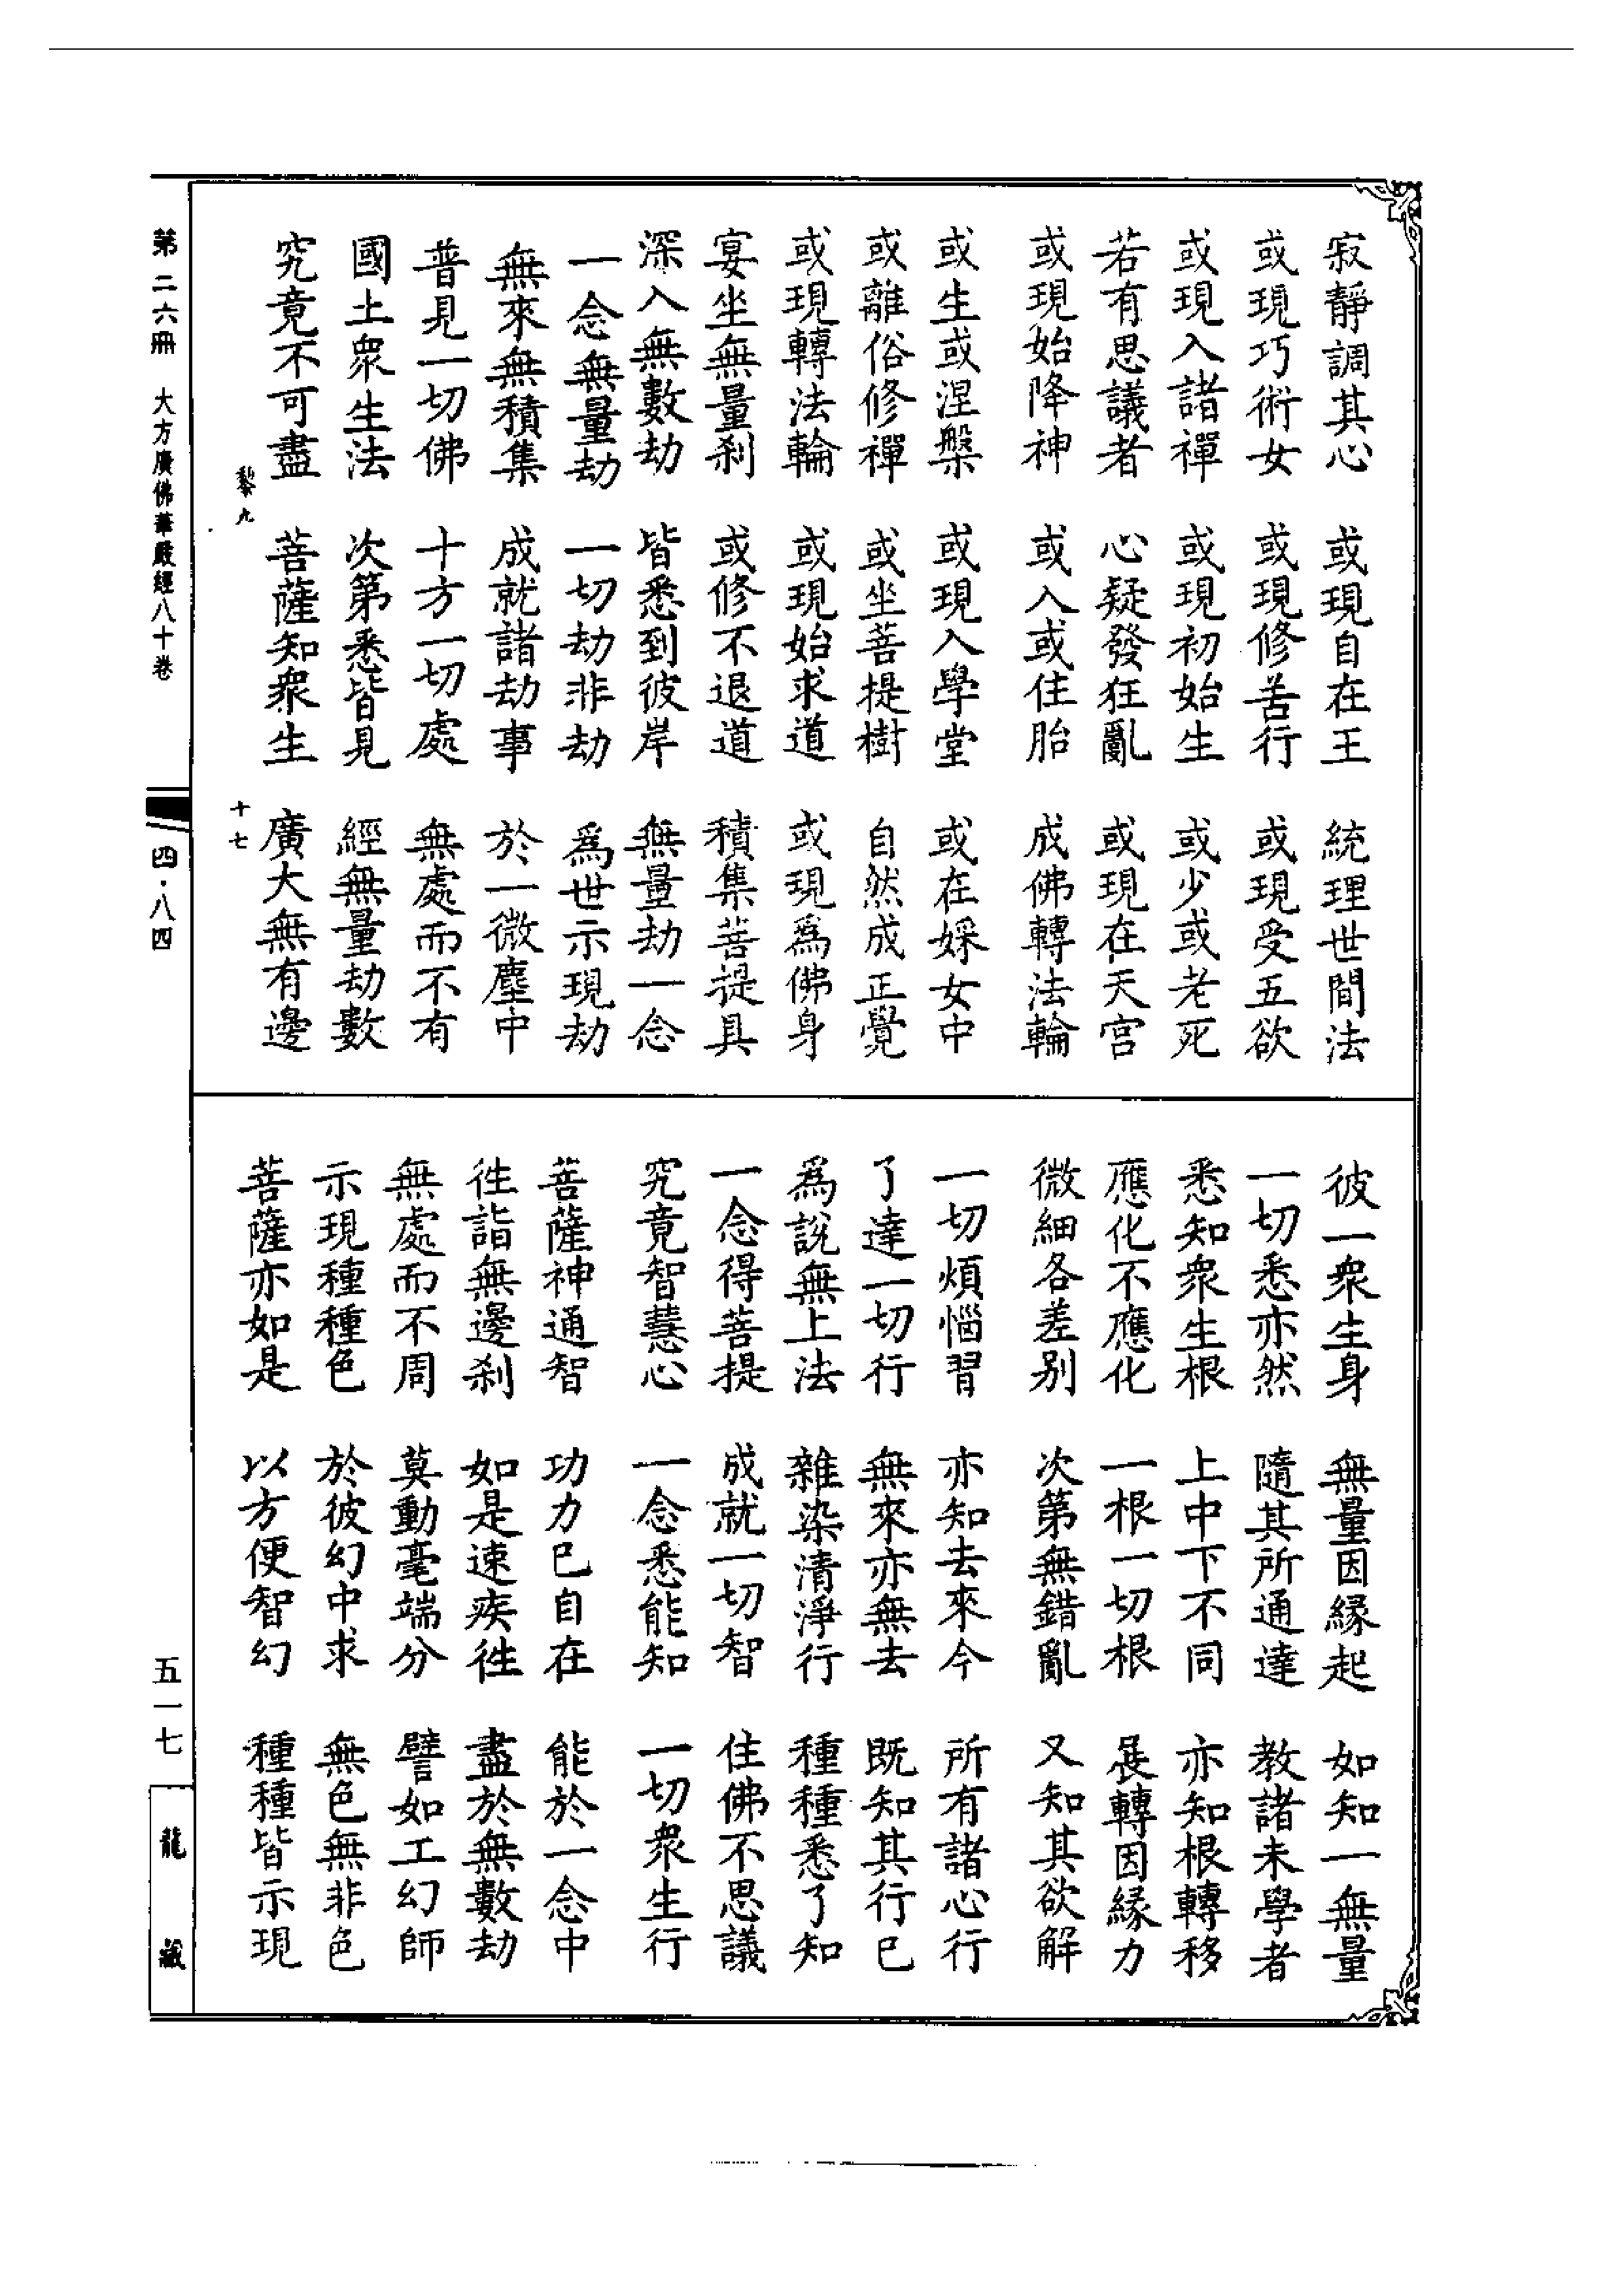 寂靜調其心　或現自在王　統理世間法
或現巧術女　或現修苦行　或現受五欲
或現入諸禪　或現初始生　或少或老死
若有思議者　心疑發狂亂　或現在天宮
或現始降神　或入或住胎　成佛轉法輪
或生或涅槃　或現入學堂　或在婇女中
或離俗修禪　或坐菩提樹　自然成正覺
或現轉法輪　或現始求道　或現為佛身
宴坐無量剎　或修不退道　積集菩提具
深入無數劫　皆悉到彼岸　無量劫一念
一念無量劫　一切劫非劫　為世示現劫
無來無積集　成就諸劫事　於一微塵中
普見一切佛　十方一切處　無處而不有
國土眾生法　次第悉皆見　經無量劫數
究竟不可盡　菩薩知眾生　廣大無有邊
黎九　十七
彼一眾生身　無量因緣起　如知一無量
一切悉亦然　隨其所通達　教諸未學者
悉知眾生根　上中下不同　亦知根轉移
應化不應化　一根一切根　展轉因緣力
微細各差別　次第無錯亂　又知其欲解
一切煩惱習　亦知去來今　所有諸心行
了達一切行　無來亦無去　既知其行已
為說無上法　雜染清淨行　種種悉了知
一念得菩提　成就一切智　住佛不思議
究竟智慧心　一念悉能知　一切眾生行
菩薩神通智　功力已自在　能於一念中
往詣無邊剎　如是速疾往　盡於無數劫
無處而不周　莫動毫端分　譬如工幻師
示現種種色　於彼幻中求　無色無非色
菩薩亦如是　以方便智幻　種種皆示現
第二六冊　大方廣佛華嚴經八十卷　四·八四　五一七　龍藏